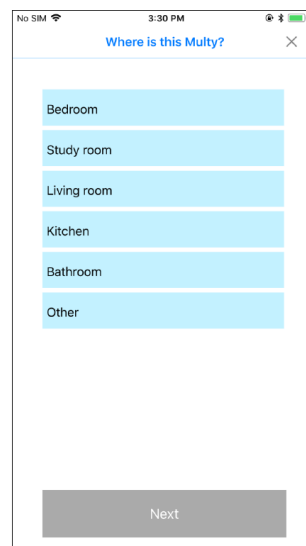 No SIM 3:30 PM
Where is this Multy?
Bedroom
Study room
Living room
Kitchen
Bathroom
Other
Next